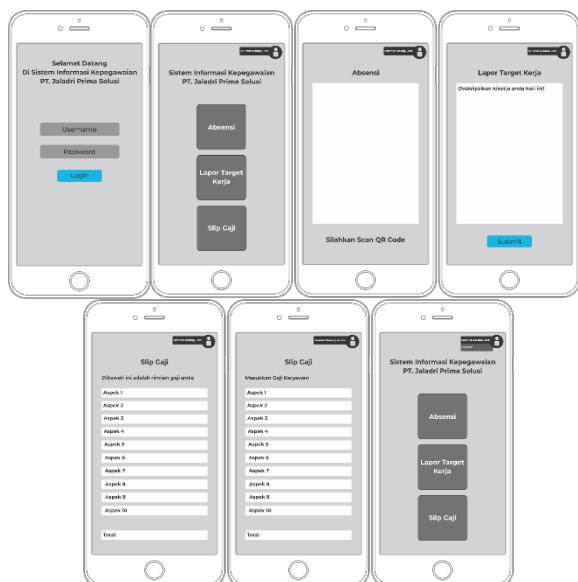 Selamat Datang
Di Sistem Informasi Kepegawaian
PT. Jaladri Prima Solusi
Username
Password
Login
Sistem Informasi Kepegawaian
PT. Jaladri Prima Solusi
Absensi
Lapor Target
Kerja
Slip Gaji
Absensi
Silahkan Scan QR Code
Lapor Target Kerja
Deskripsikan Kinerja anda hari ini!
Submit
Slip Gaji
Dibawah ini adalah rincian gaji anda
Aspek 1
Aspek 2
Aspek 3
Aspek 4
Aspek 5
Aspek 6
Aspek 7
Aspek 8
Aspek 9
Aspek 10
Total
Slip Gaji
Masukkan Gaji Karyawan
Aspek 1
Aspek 2
Aspek 3
Aspek 4
Aspek 5
Aspek 6
Aspek 7
Aspek 8
Aspek 9
Aspek 10
Total
Sistem Informasi Kepegawaian
PT. Jaladri Prima Solusi
Absensi
Lapor Target
Kerja
Slip Gaji